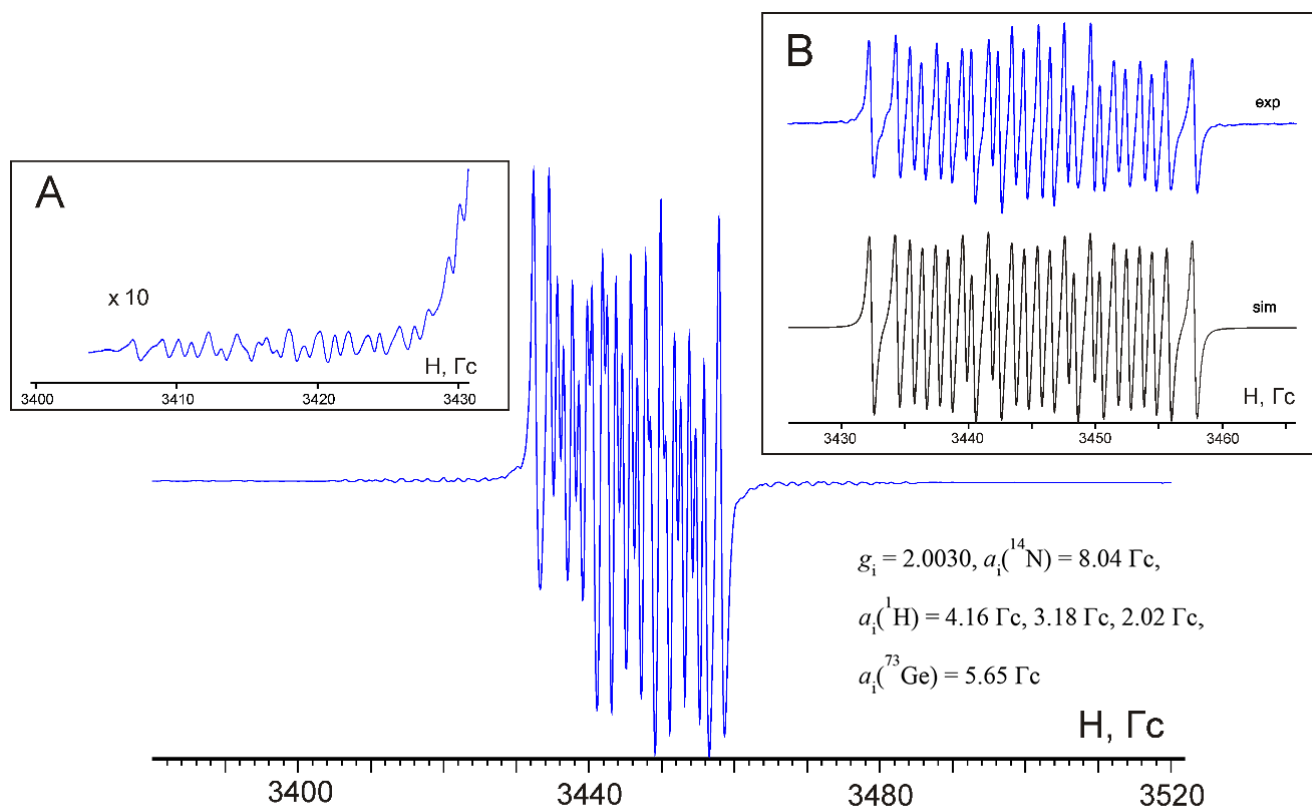 A
x 10
H, Гс
3400 3410 3420 3430
B
exp
sim
H, Гс
3430 3440 3450 3460
gi = 2.0030, ai(14N) = 8.04 Гс,
ai(1H) = 4.16 Гс, 3.18 Гс, 2.02 Гс,
ai(73Ge) = 5.65 Гс
H, Гс
3400 3440 3480 3520